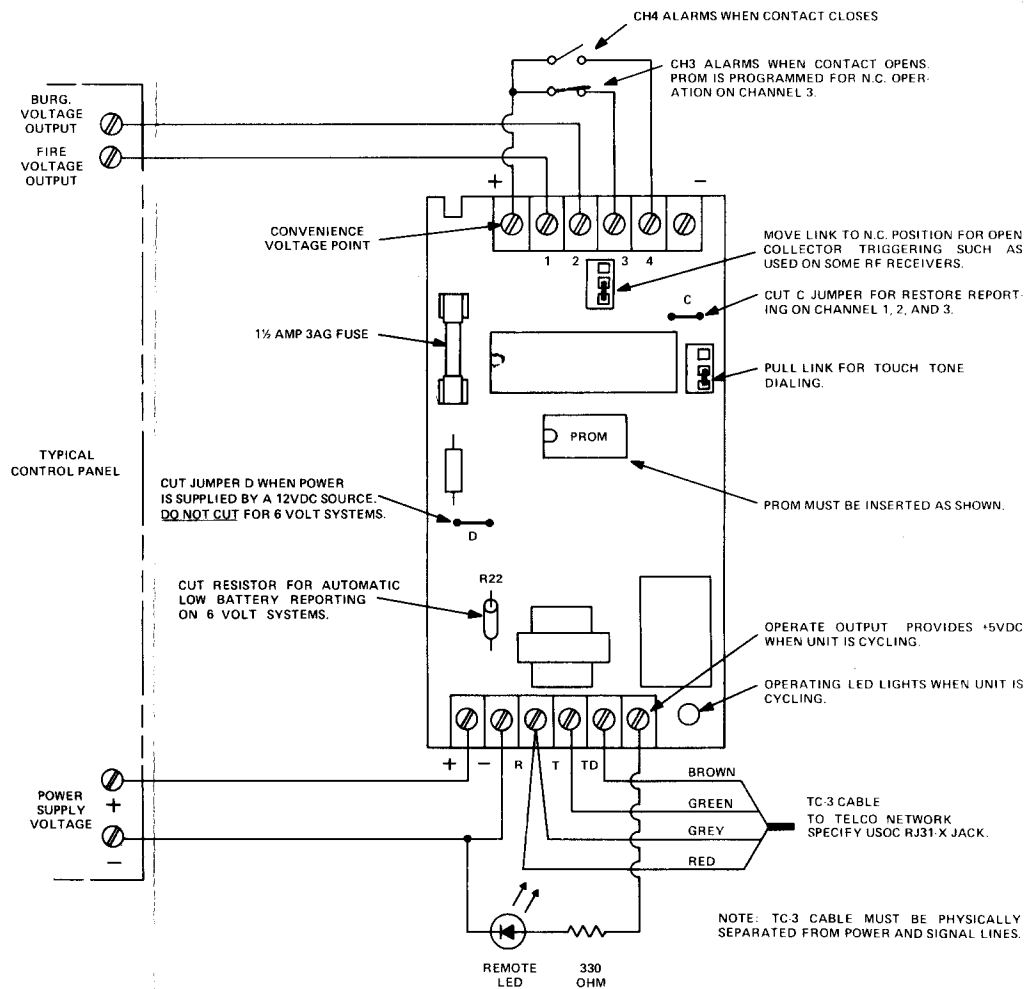 CH4 ALARMS WHEN CONTACT CLOSES
CH3 ALARMS WHEN CONTACT OPENS.
PROM IS PROGRAMMED FOR N.C. OPER-
ATION ON CHANNEL 3.
BURG.
VOLTAGE
OUTPUT
FIRE
VOLTAGE
OUTPUT
+
−
CONVENIENCE
VOLTAGE POINT
1 2 3 4
MOVE LINK TO N.C. POSITION FOR OPEN
COLLECTOR TRIGGERING SUCH AS
USED ON SOME RF RECEIVERS.
C
CUT C JUMPER FOR RESTORE REPORT-
ING ON CHANNEL 1, 2, AND 3.
1½ AMP 3AG FUSE
PULL LINK FOR TOUCH TONE
DIALING.
PROM
TYPICAL
CONTROL PANEL
CUT JUMPER D WHEN POWER
IS SUPPLIED BY A 12VDC SOURCE.
DO NOT CUT FOR 6 VOLT SYSTEMS.
D
PROM MUST BE INSERTED AS SHOWN.
CUT RESISTOR FOR AUTOMATIC
LOW BATTERY REPORTING
ON 6 VOLT SYSTEMS.
R22
OPERATE OUTPUT PROVIDES +5VDC
WHEN UNIT IS CYCLING.
OPERATING LED LIGHTS WHEN UNIT IS
CYCLING.
+ − R T TD
POWER
SUPPLY
VOLTAGE
+
−
BROWN
GREEN
GREY
RED
TC-3 CABLE
TO TELCO NETWORK
SPECIFY USOC RJ31-X JACK.
NOTE: TC-3 CABLE MUST BE PHYSICALLY
SEPARATED FROM POWER AND SIGNAL LINES.
REMOTE
LED
330
OHM